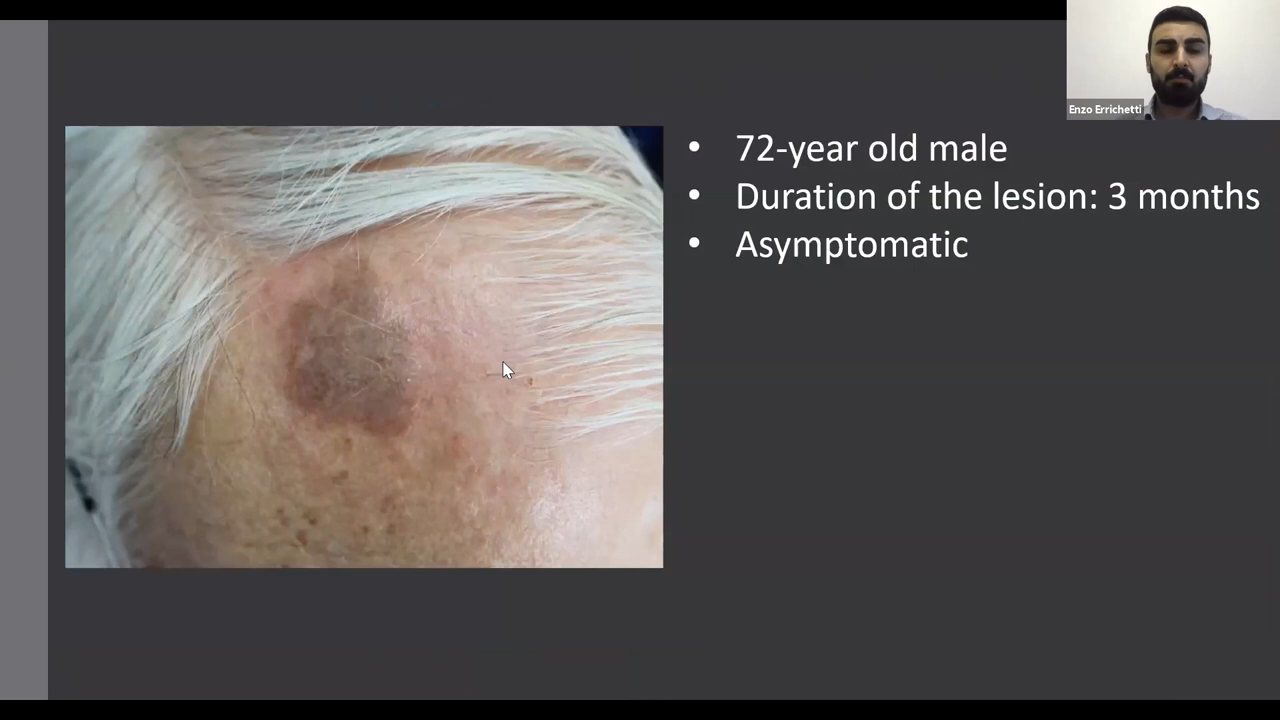 Enzo Errichetti
• 72-year old male
• Duration of the lesion: 3 months
• Asymptomatic